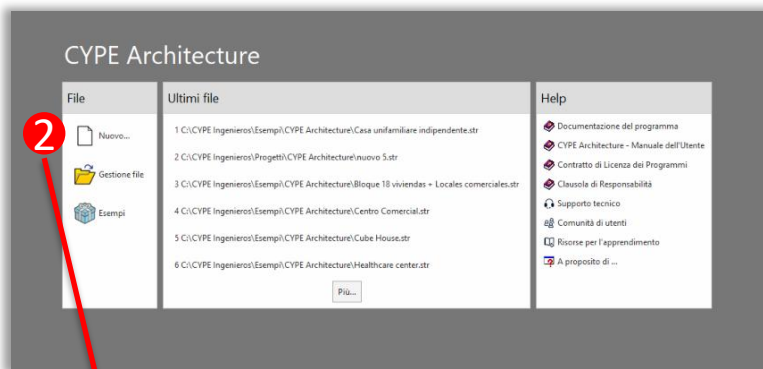 CYPE Architecture
File
2
Nuovo...
Gestione file
Esempi
Ultimi file
1 C:\CYPE Ingenieros\Esempi\CYPE Architecture\Casa unifamiliare indipendente.str
2 C:\CYPE Ingenieros\Progetti\CYPE Architecture\nuovo 5.str
3 C:\CYPE Ingenieros\Esempi\CYPE Architecture\Bloque 18 viviendas + Locales comerciales.str
4 C:\CYPE Ingenieros\Esempi\CYPE Architecture\Centro Comercial.str
5 C:\CYPE Ingenieros\Esempi\CYPE Architecture\Cube House.str
6 C:\CYPE Ingenieros\Esempi\CYPE Architecture\Healthcare center.str
Più...
Help
Documentazione del programma
CYPE Architecture - Manuale dell'Utente
Contratto di Licenza dei Programmi
Clausola di Responsabilità
Supporto tecnico
Comunità di utenti
Risorse per l'apprendimento
A proposito di ...